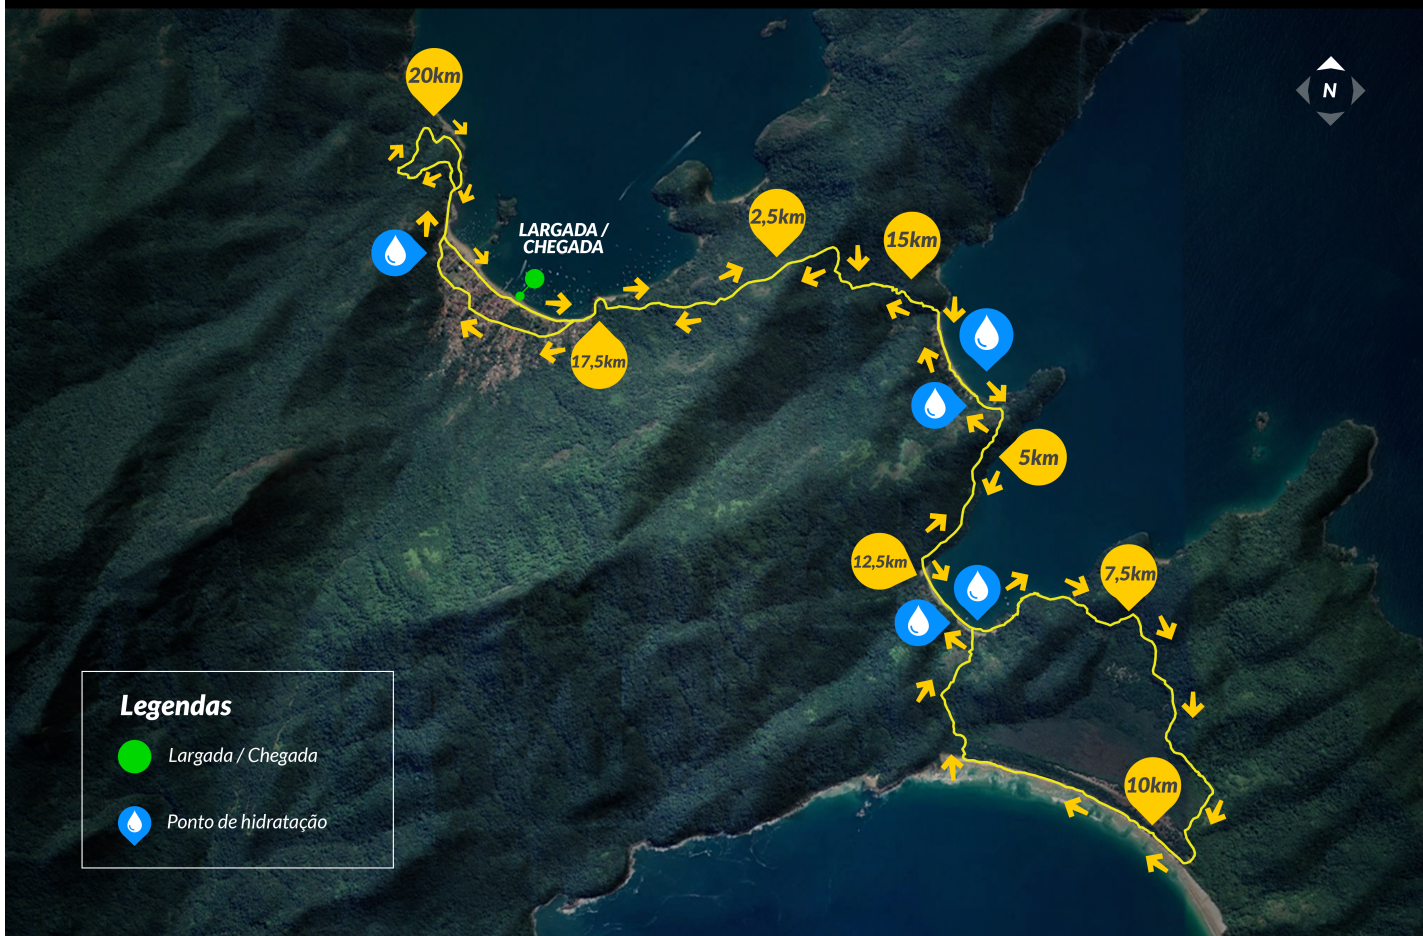 20km
N
LARGADA /
CHEGADA
2,5km
15km
17,5km
5km
12,5km
7,5km
10km
Legendas
Largada / Chegada
Ponto de hidratação